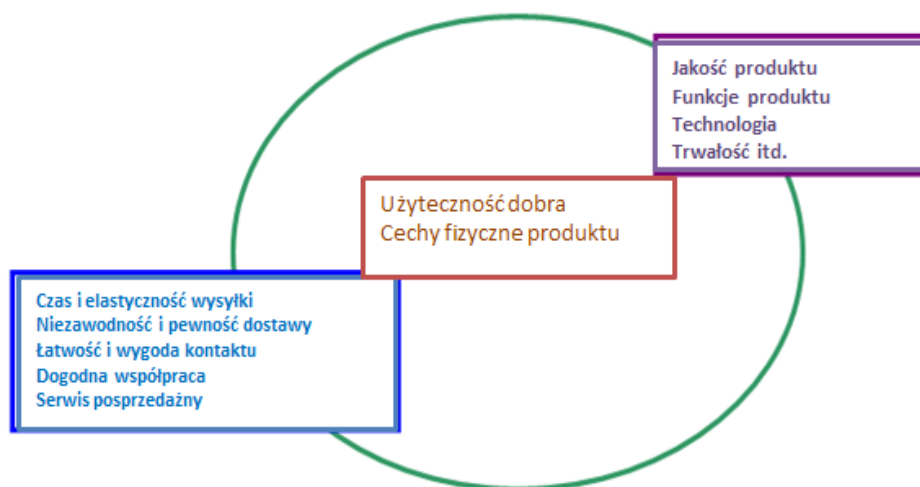 Jakość produktu
Funkcje produktu
Technologia
Trwałość itd.
Użyteczność dobra
Cechy fizyczne produktu
Czas i elastyczność wysyłki
Niezawodność i pewność dostawy
Łatwość i wygoda kontaktu
Dogodna współpraca
Serwis posprzedażny